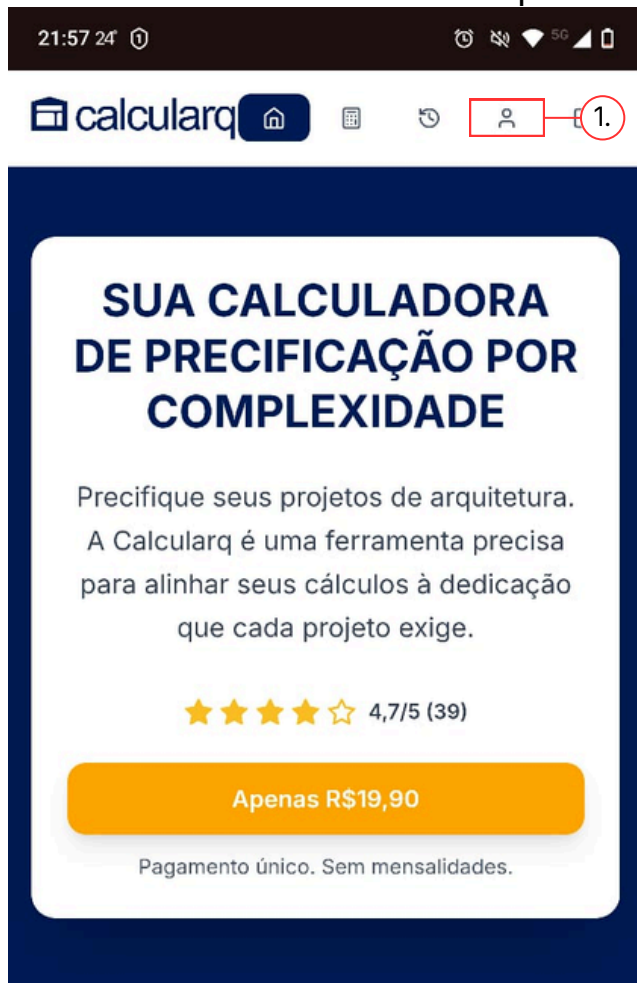 21:57 24°
5G
calcularq
1.
SUA CALCULADORA
DE PRECIFICAÇÃO POR
COMPLEXIDADE
Precifique seus projetos de arquitetura.
A Calcularq é uma ferramenta precisa
para alinhar seus cálculos à dedicação
que cada projeto exige.
4,7/5 (39)
Apenas R$19,90
Pagamento único. Sem mensalidades.